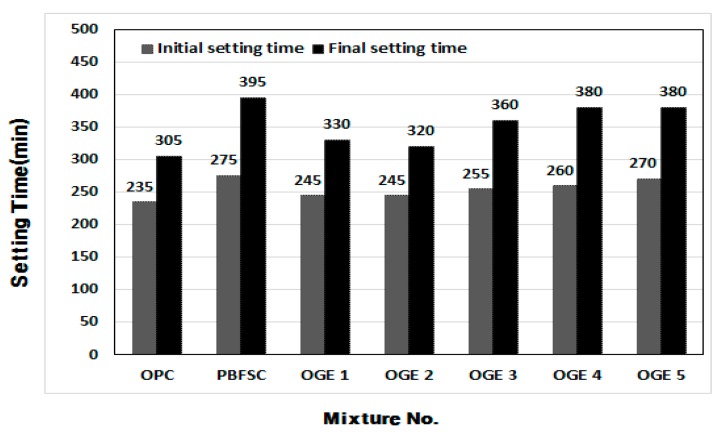 500
450
400
350
300
250
200
150
100
50
0
Setting Time(min)
Initial setting time Final setting time
235 305 275 395 245 330 245 320 255 360 260 380 270 380
OPC PBFSC OGE 1 OGE 2 OGE 3 OGE 4 OGE 5
Mixture No.